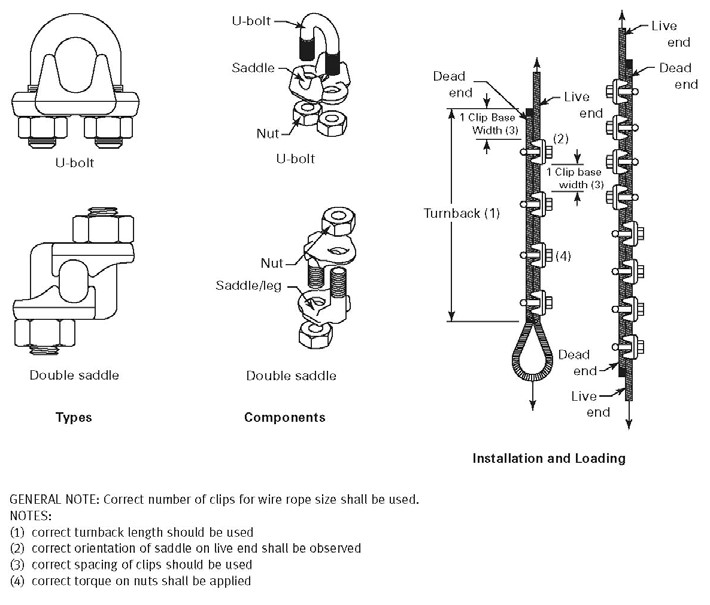 U-bolt
Double saddle
Types
U-bolt
Saddle
Nut
U-bolt
Nut
Saddle/leg
Double saddle
Components
Dead
end
Live
end
1 Clip Base
Width (3)
(2)
1 Clip base
width (3)
Turnback (1)
(4)
Live
end
Dead
end
Dead
end
Live
end
Installation and Loading
GENERAL NOTE: Correct number of clips for wire rope size shall be used.
NOTES:
(1) correct turnback length should be used
(2) correct orientation of saddle on live end shall be observed
(3) correct spacing of clips should be used
(4) correct torque on nuts shall be applied